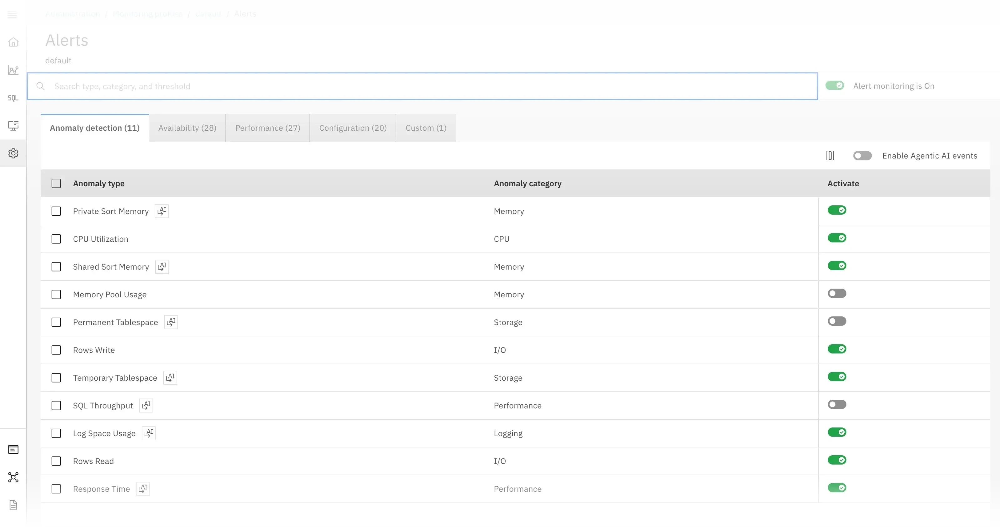 Administration / Monitoring profiles / default / Alerts
Alerts
default
SQL
Search type, category, and threshold
Alert monitoring is On
Anomaly detection (11) Availability (28) Performance (27) Configuration (20) Custom (1)
Enable Agentic AI events
Anomaly type Anomaly category Activate
Private Sort Memory AI Memory
CPU Utilization CPU
Shared Sort Memory AI Memory
Memory Pool Usage Memory
Permanent Tablespace AI Storage
Rows Write I/O
Temporary Tablespace AI Storage
SQL Throughput AI Performance
Log Space Usage AI Logging
Rows Read I/O
Response Time AI Performance